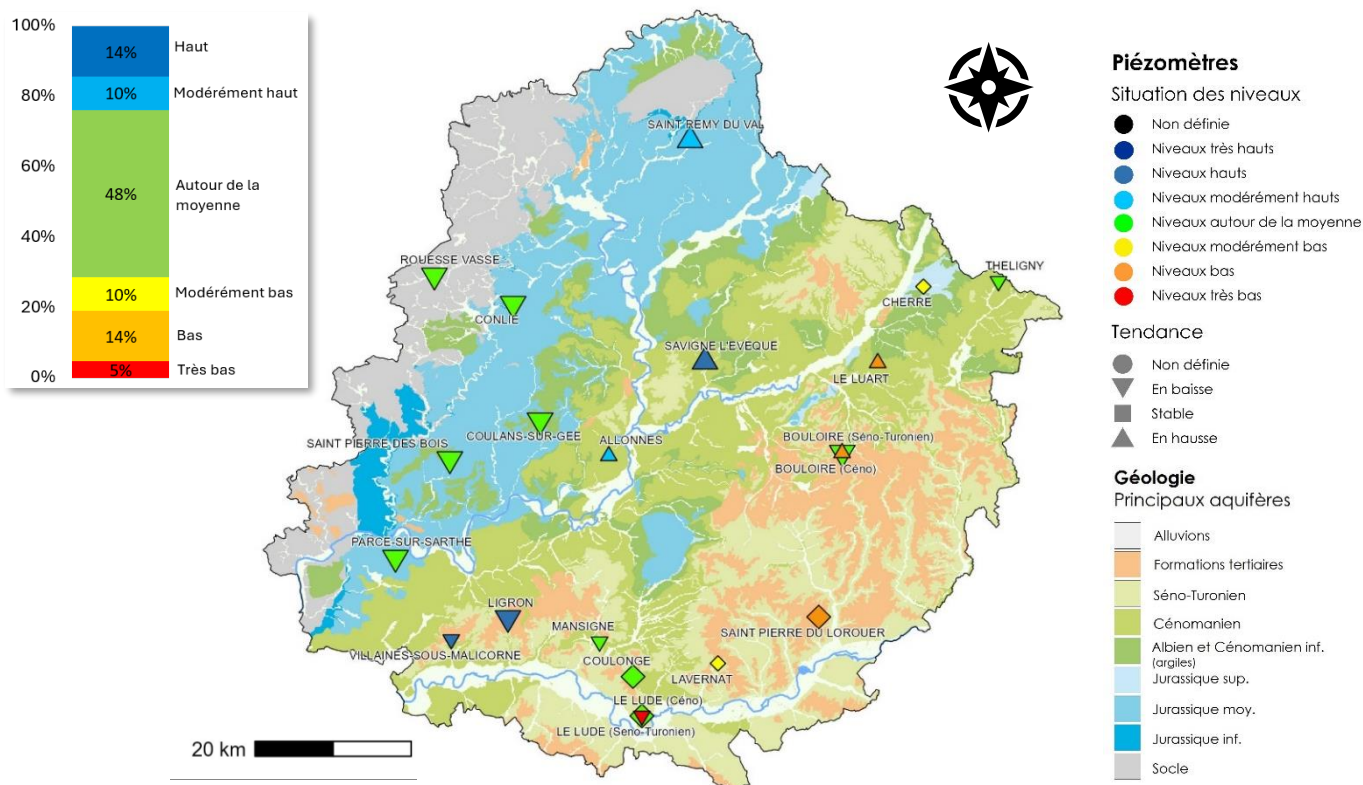 100%
80%
60%
40%
20%
0%
14%
10%
48%
10%
14%
5%
Haut
Modérément haut
Autour de la
moyenne
Modérément bas
Bas
Très bas
SAINT REMY DU VAL
ROUESSE VASSE
CONLIE
THELIGNY
CHERRE
SAVIGNE L'EVEQUE
LE LUART
SAINT PIERRE DES BOIS
COULANS-SUR-GEE
ALLONNES
BOULOIRE (Séno-Turonien)
BOULOIRE (Céno)
PARCE-SUR-SARTHE
LIGRON
VILLAINES-SOUS-MALICORNE
MANSIGNE
COULONGE
SAINT PIERRE DU LOROUER
LAVERNAT
LE LUDE (Céno)
LE LUDE (Seno-Turonien)
20 km
Piézomètres
Situation des niveaux
Non définie
Niveaux très hauts
Niveaux hauts
Niveaux modérément hauts
Niveaux autour de la moyenne
Niveaux modérément bas
Niveaux bas
Niveaux très bas
Tendance
Non définie
En baisse
Stable
En hausse
Géologie
Principaux aquifères
Alluvions
Formations tertiaires
Séno-Turonien
Cénomanien
Albien et Cénomanien inf.
(argiles)
Jurassique sup.
Jurassique moy.
Jurassique inf.
Socle